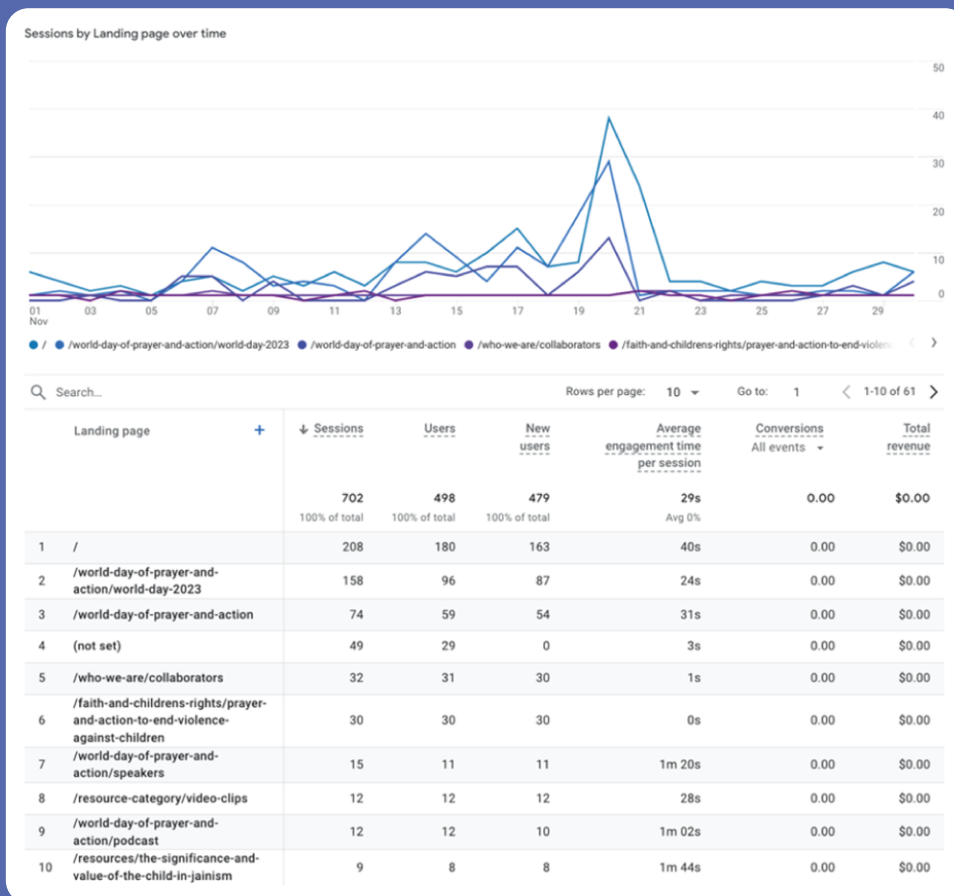 Sessions by Landing page over time
50
40
30
20
10
0
01 03 05 07 09 11 13 15 17 19 21 23 25 27 29
Nov
/ /world-day-of-prayer-and-action/world-day-2023 /world-day-of-prayer-and-action /who-we-are/collaborators /faith-and-childrens-rights/prayer-and-action-to-end-violenc
Search... Rows per page: 10 Go to: 1 1-10 of 61
Landing page + Sessions Users New users Average engagement time per session Conversions All events Total revenue
702 498 479 29s 0.00 $0.00
100% of total 100% of total 100% of total Avg 0%
1 / 208 180 163 40s 0.00 $0.00
/world-day-of-prayer-and-
2 action/world-day-2023 158 96 87 24s 0.00 $0.00
3 /world-day-of-prayer-and-action 74 59 54 31s 0.00 $0.00
4 (not set) 49 29 0 3s 0.00 $0.00
5 /who-we-are/collaborators 32 31 30 1s 0.00 $0.00
/faith-and-childrens-rights/prayer-
6 and-action-to-end-violence- 30 30 30 0s 0.00 $0.00
against-children
/world-day-of-prayer-and-
7 action/speakers 15 11 11 1m 20s 0.00 $0.00
8 /resource-category/video-clips 12 12 12 28s 0.00 $0.00
/world-day-of-prayer-and-
9 action/podcast 12 12 10 1m 02s 0.00 $0.00
/resources/the-significance-and-
10 value-of-the-child-in-jainism 9 8 8 1m 44s 0.00 $0.00